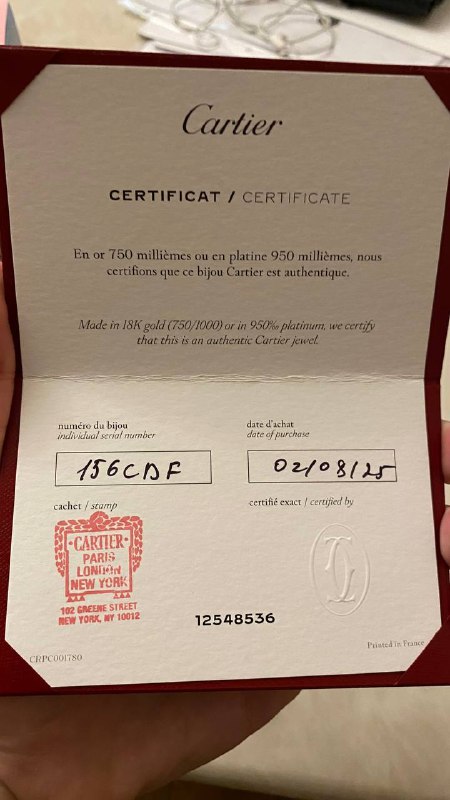 Cartier
CERTIFICAT / CERTIFICATE
En or 750 millièmes ou en platine 950 millièmes, nous
certifions que ce bijou Cartier est authentique.
Made in 18K gold (750/1000) or in 950‰ platinum, we certify
that this is an authentic Cartier jewel.
numéro du bijou
individual serial number
156CDF
date d'achat
date of purchase
02/08/25
cachet / stamp
CARTIER
PARIS
LONDON
NEW YORK
102 GREENE STREET
NEW YORK, NY 10012
certifié exact / certified by
12548536
CRPC001780
Printed in France